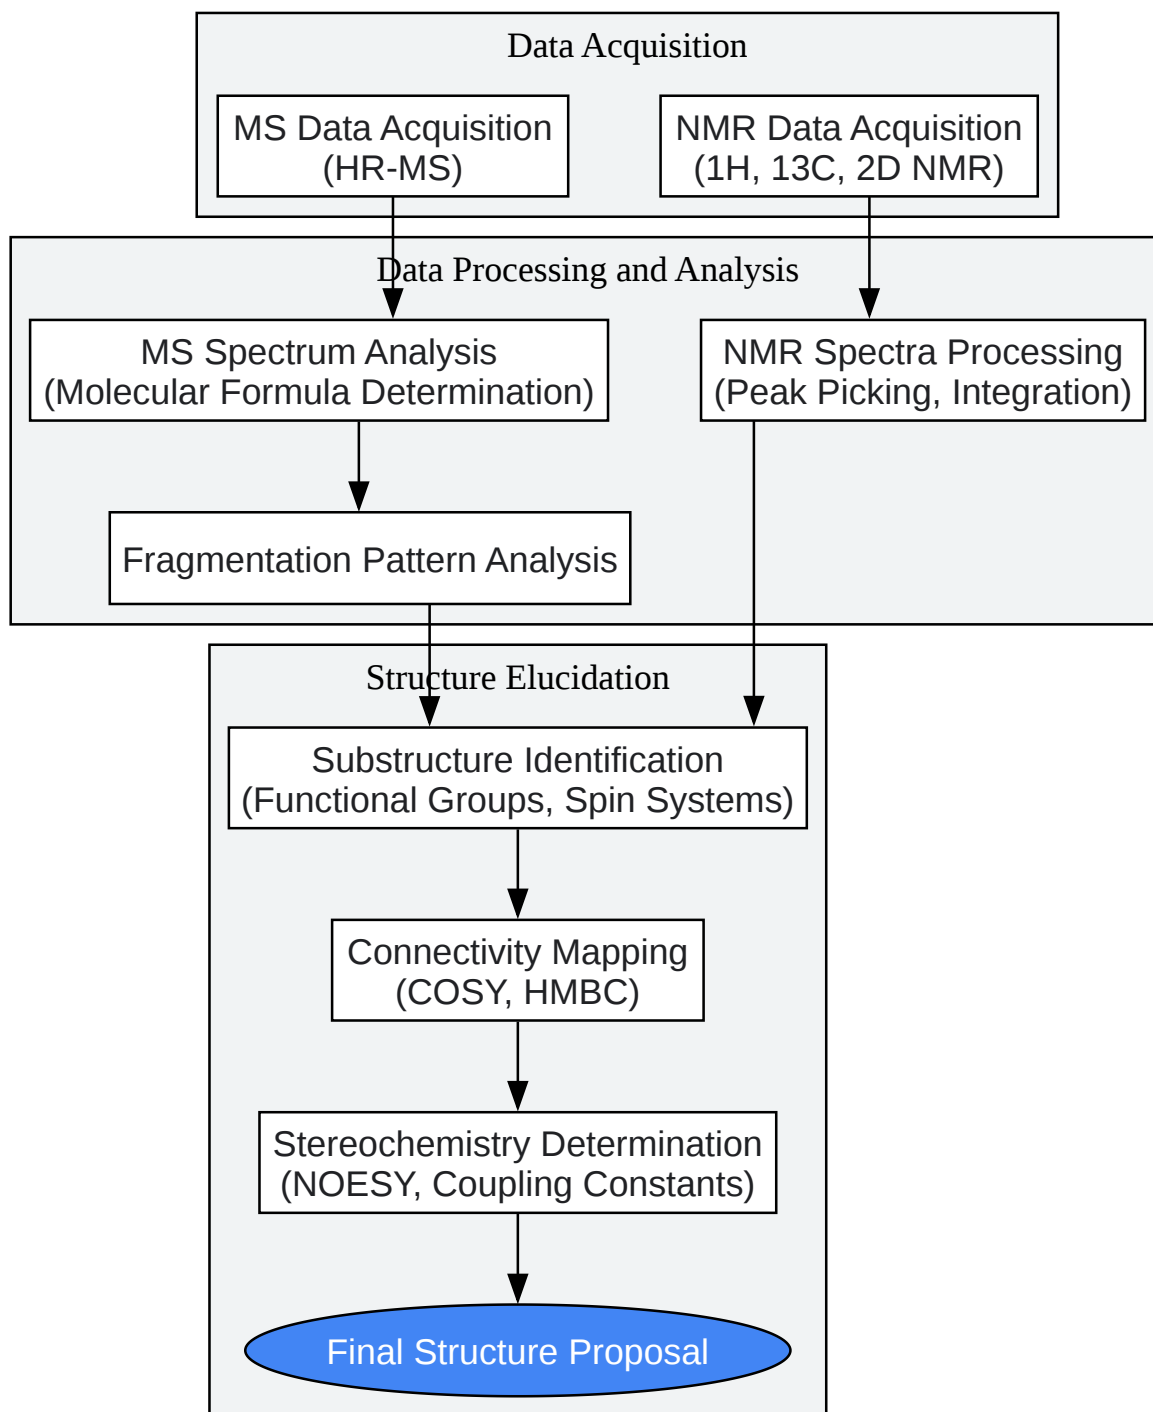 Data Acquisition
MS Data Acquisition
(HR-MS)
NMR Data Acquisition
(1H, 13C, 2D NMR)
Data Processing and Analysis
MS Spectrum Analysis
(Molecular Formula Determination)
NMR Spectra Processing
(Peak Picking, Integration)
Fragmentation Pattern Analysis
Structure Elucidation
Substructure Identification
(Functional Groups, Spin Systems)
Connectivity Mapping
(COSY, HMBC)
Stereochemistry Determination
(NOESY, Coupling Constants)
Final Structure Proposal